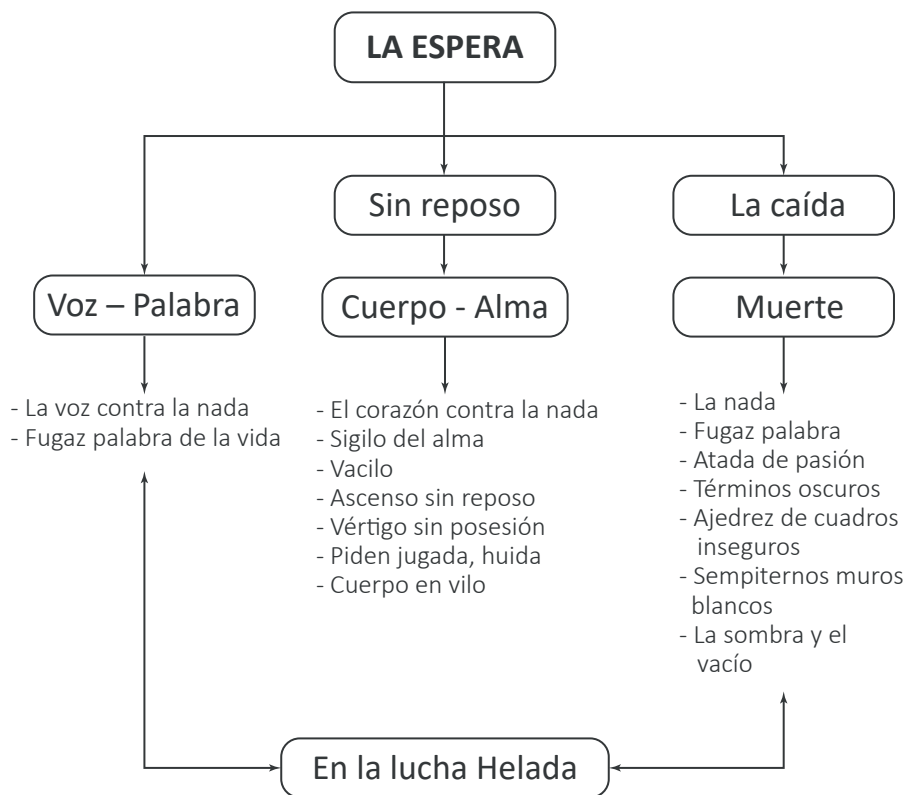 LA ESPERA
Sin reposo
La caída
Voz – Palabra
Cuerpo - Alma
Muerte
- La voz contra la nada
- Fugaz palabra de la vida
- El corazón contra la nada
- Sigilo del alma
- Vacilo
- Ascenso sin reposo
- Vértigo sin posesión
- Piden jugada, huida
- Cuerpo en vilo
- La nada
- Fugaz palabra
- Atada de pasión
- Términos oscuros
- Ajedrez de cuadros
inseguros
- Sempiternos muros
blancos
- La sombra y el
vacío
En la lucha Helada